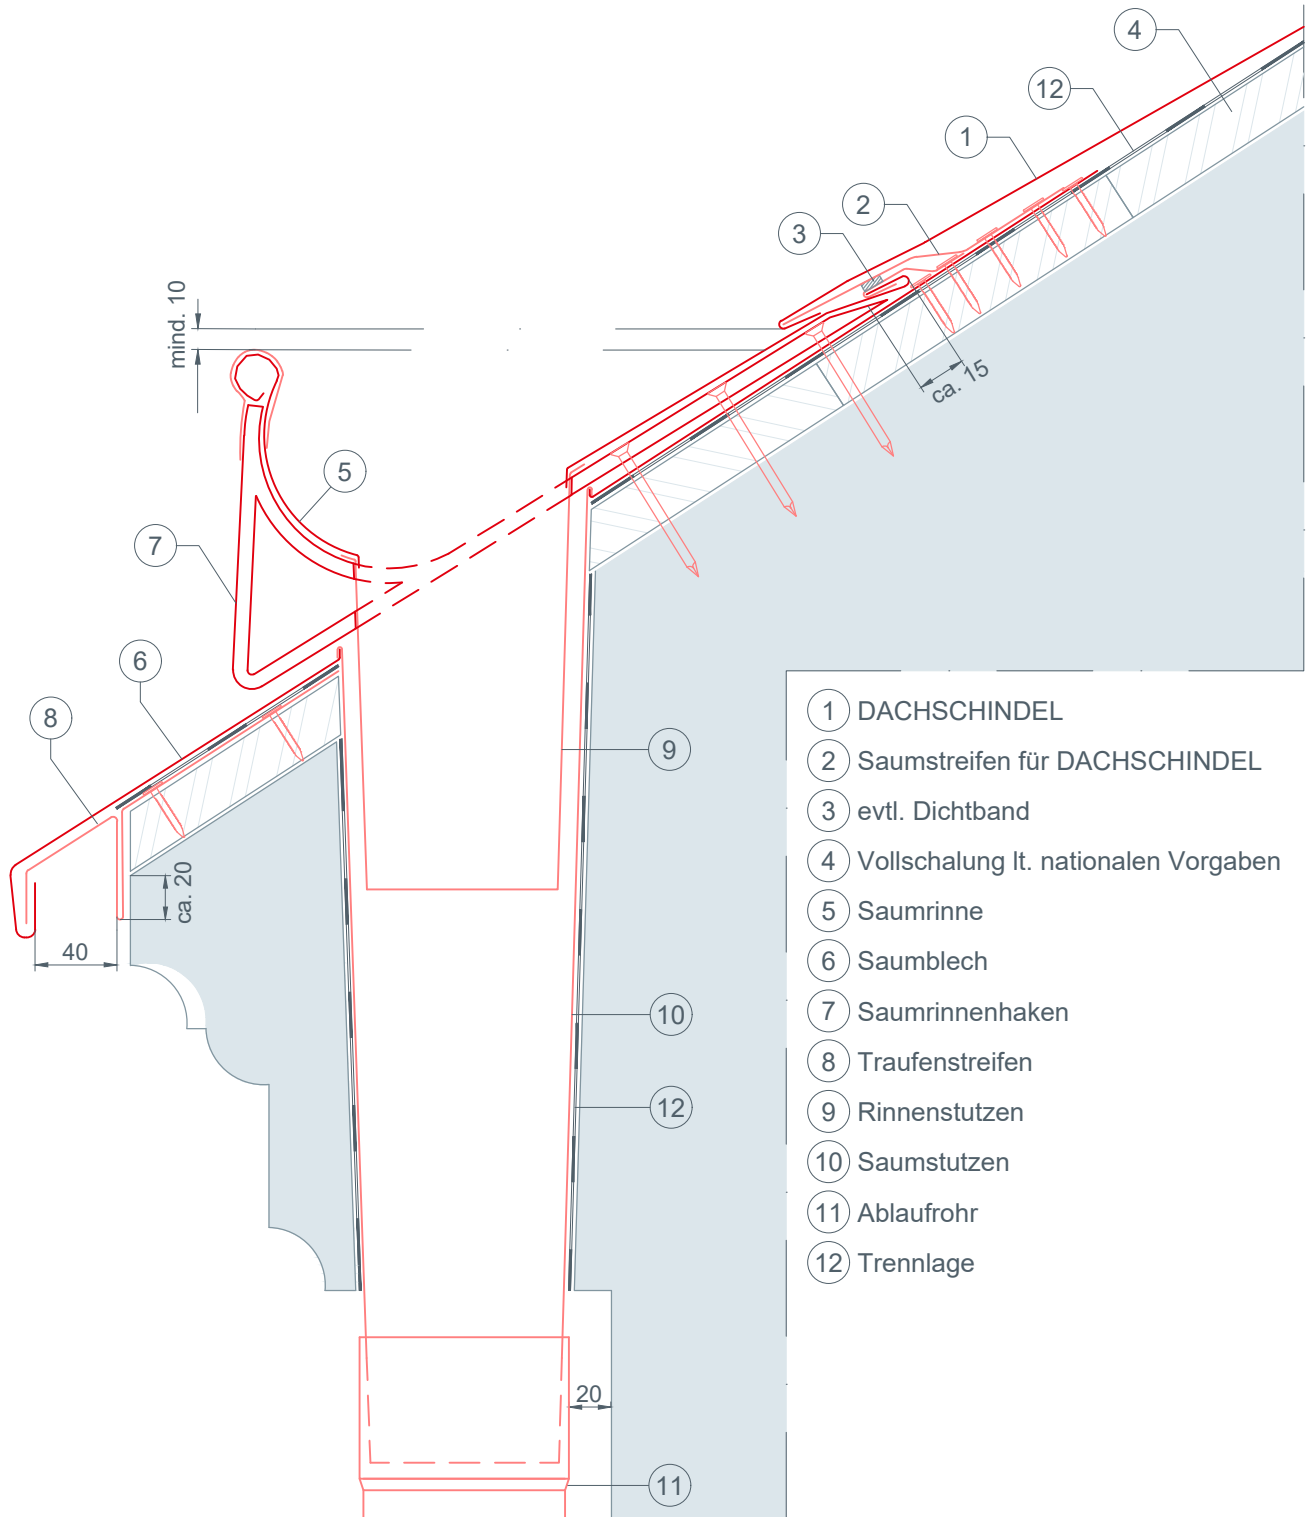 4
12
1
2
3
mind. 10
ca. 15
5
7
6
8
9
ca. 20
40
10
12
20
11
1 DACHSCHINDEL
2 Saumstreifen für DACHSCHINDEL
3 evtl. Dichtband
4 Vollschalung lt. nationalen Vorgaben
5 Saumrinne
6 Saumblech
7 Saumrinnenhaken
8 Traufenstreifen
9 Rinnenstutzen
10 Saumstutzen
11 Ablaufrohr
12 Trennlage